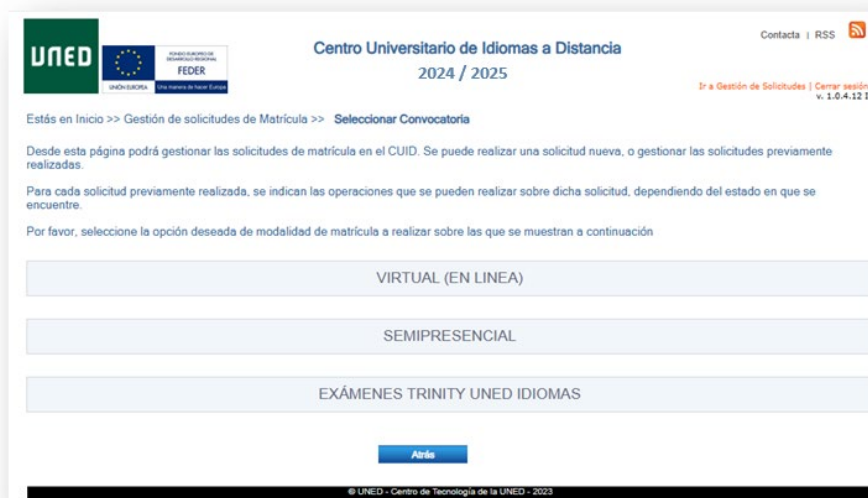 UNED
UNIÓN EUROPEA
FONDO EUROPEO DE
DESARROLLO REGIONAL
FEDER
Una manera de hacer Europa
Centro Universitario de Idiomas a Distancia
2024 / 2025
Contacta | RSS
Ir a Gestión de Solicitudes | Cerrar sesión
v. 1.0.4.12 I
Estás en Inicio >> Gestión de solicitudes de Matrícula >> Seleccionar Convocatoria
Desde esta página podrá gestionar las solicitudes de matrícula en el CUID. Se puede realizar una solicitud nueva, o gestionar las solicitudes previamente
realizadas.
Para cada solicitud previamente realizada, se indican las operaciones que se pueden realizar sobre dicha solicitud, dependiendo del estado en que se
encuentre.
Por favor, seleccione la opción deseada de modalidad de matrícula a realizar sobre las que se muestran a continuación
VIRTUAL (EN LINEA)
SEMIPRESENCIAL
EXÁMENES TRINITY UNED IDIOMAS
Atrás
© UNED - Centro de Tecnología de la UNED - 2023